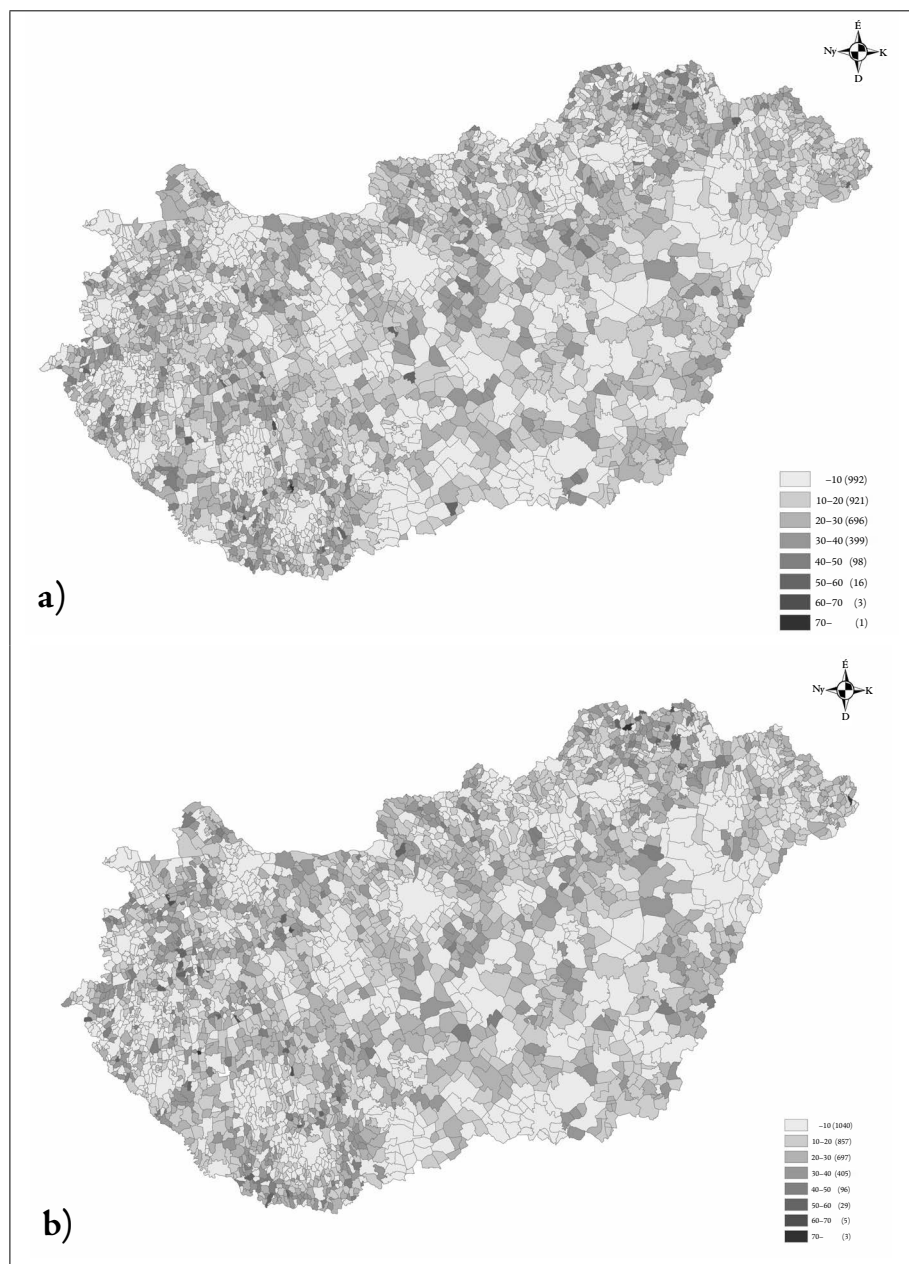 É
Ny K
D
–10 (992)
10–20 (921)
20–30 (696)
30–40 (399)
40–50 (98)
50–60 (16)
60–70 (3)
70– (1)
a)
É
Ny K
D
–10 (1040)
10–20 (857)
20–30 (697)
30–40 (405)
40–50 (96)
50–60 (29)
60–70 (5)
70– (3)
b)